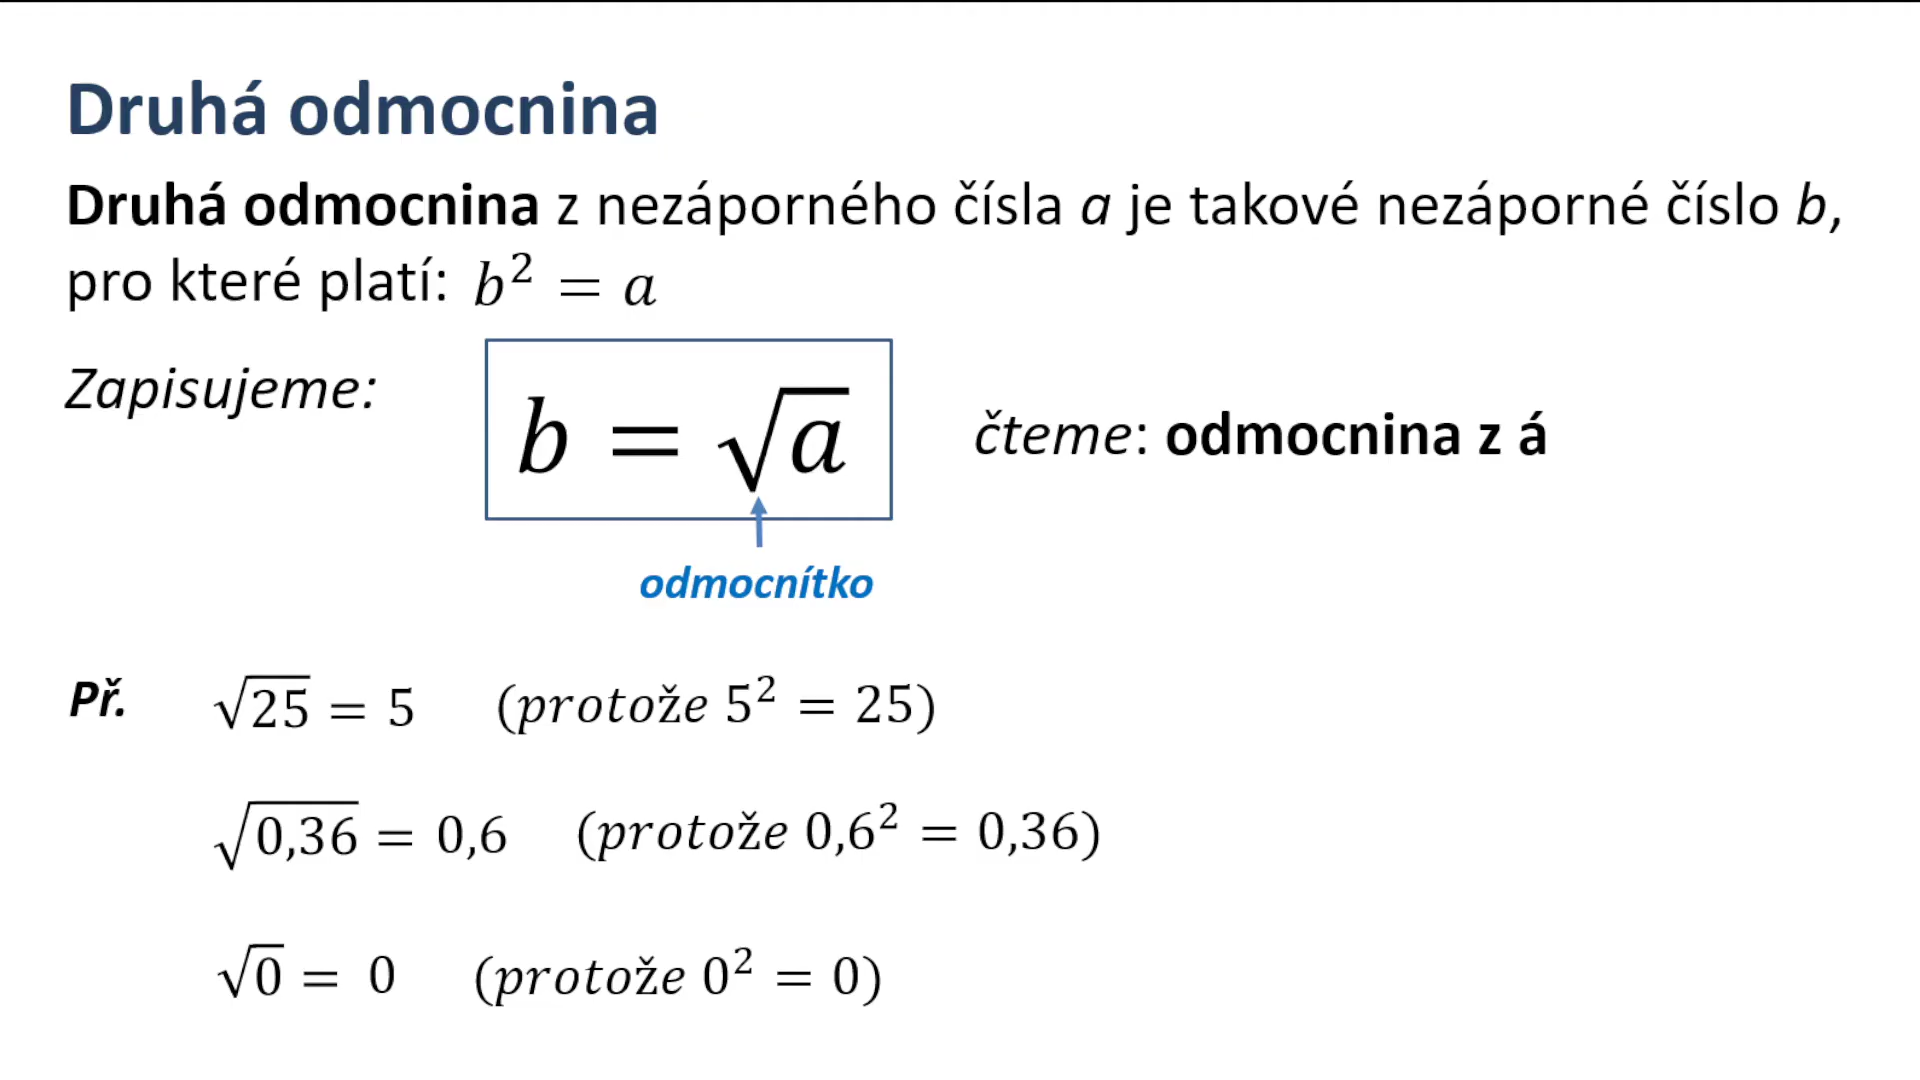 Druhá odmocnina
Druhá odmocnina z nezáporného čísla a je takové nezáporné číslo b,
pro které platí: b² = a
Zapisujeme:
b = √a
čteme: odmocnina z á
odmocnítko
Př. √25 = 5 (protože 5² = 25)
√0,36 = 0,6 (protože 0,6² = 0,36)
√0 = 0 (protože 0² = 0)